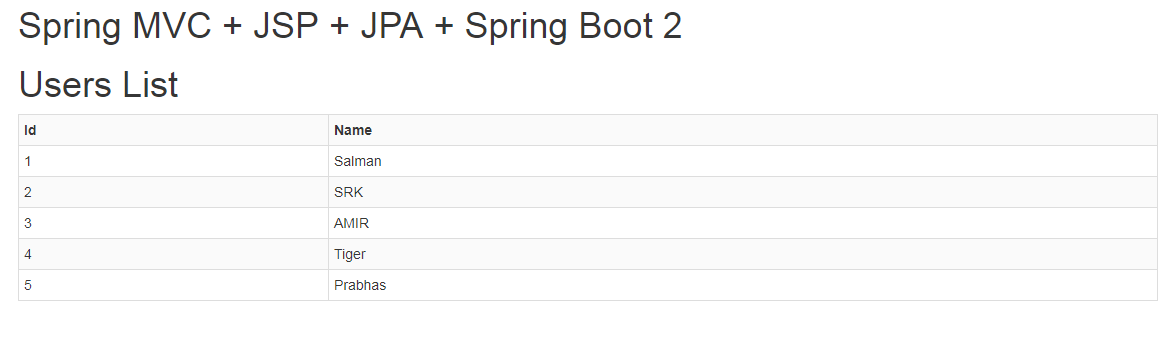 Spring MVC + JSP + JPA + Spring Boot 2
Users List
Id Name
1 Salman
2 SRK
3 AMIR
4 Tiger
5 Prabhas